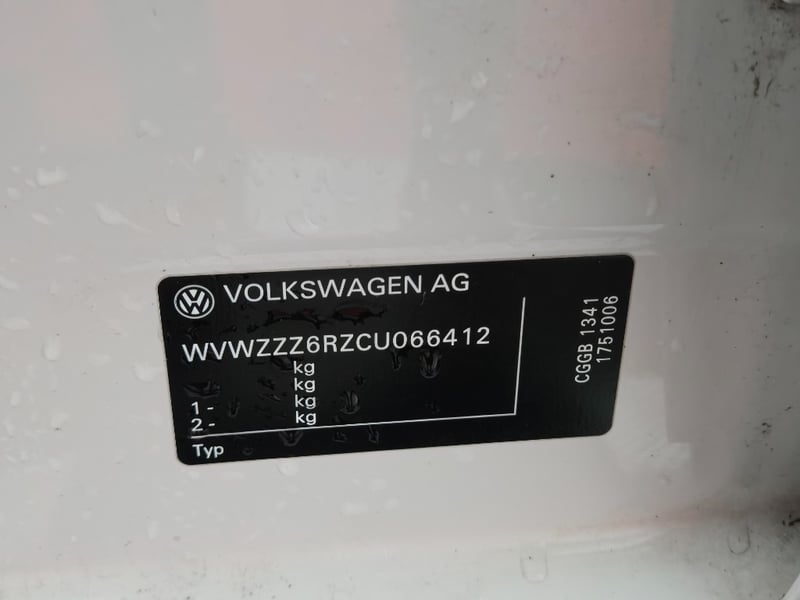 VOLKSWAGEN AG
WVWZZZ6RZCU066412
kg
kg
1 - kg
2 - kg
Typ
CGGB 1341
1751006